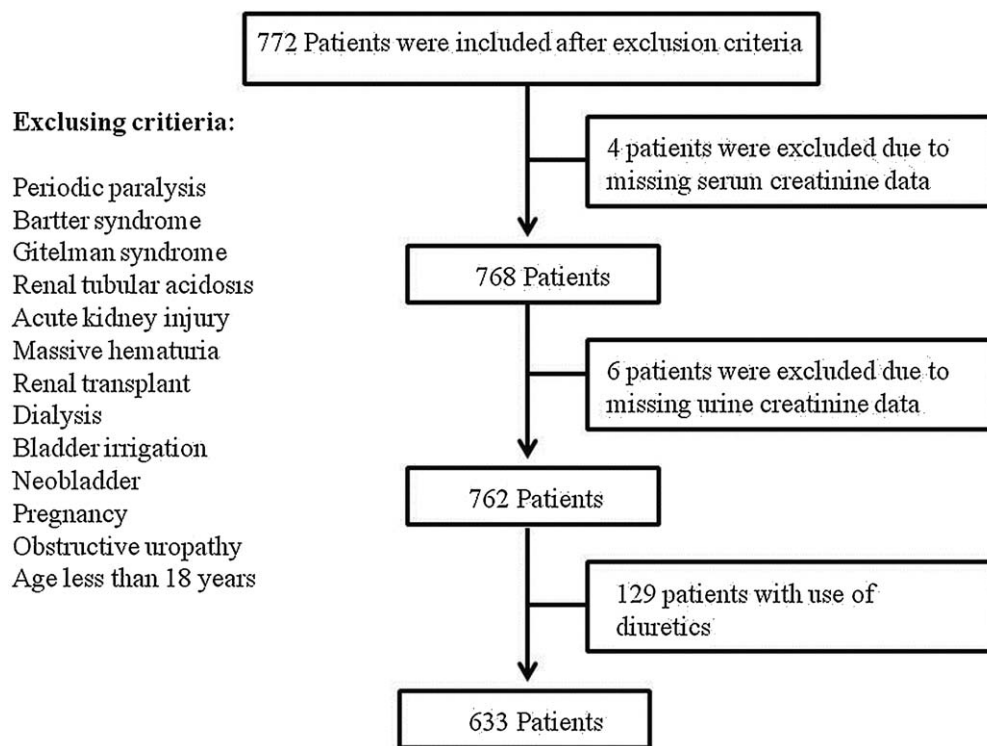 772 Patients were included after exclusion criteria
Exclusing critieria:
Periodic paralysis
Bartter syndrome
Gitelman syndrome
Renal tubular acidosis
Acute kidney injury
Massive hematuria
Renal transplant
Dialysis
Bladder irrigation
Neobladder
Pregnancy
Obstructive uropathy
Age less than 18 years
4 patients were excluded due to
missing serum creatinine data
768 Patients
6 patients were excluded due to
missing urine creatinine data
762 Patients
129 patients with use of
diuretics
633 Patients